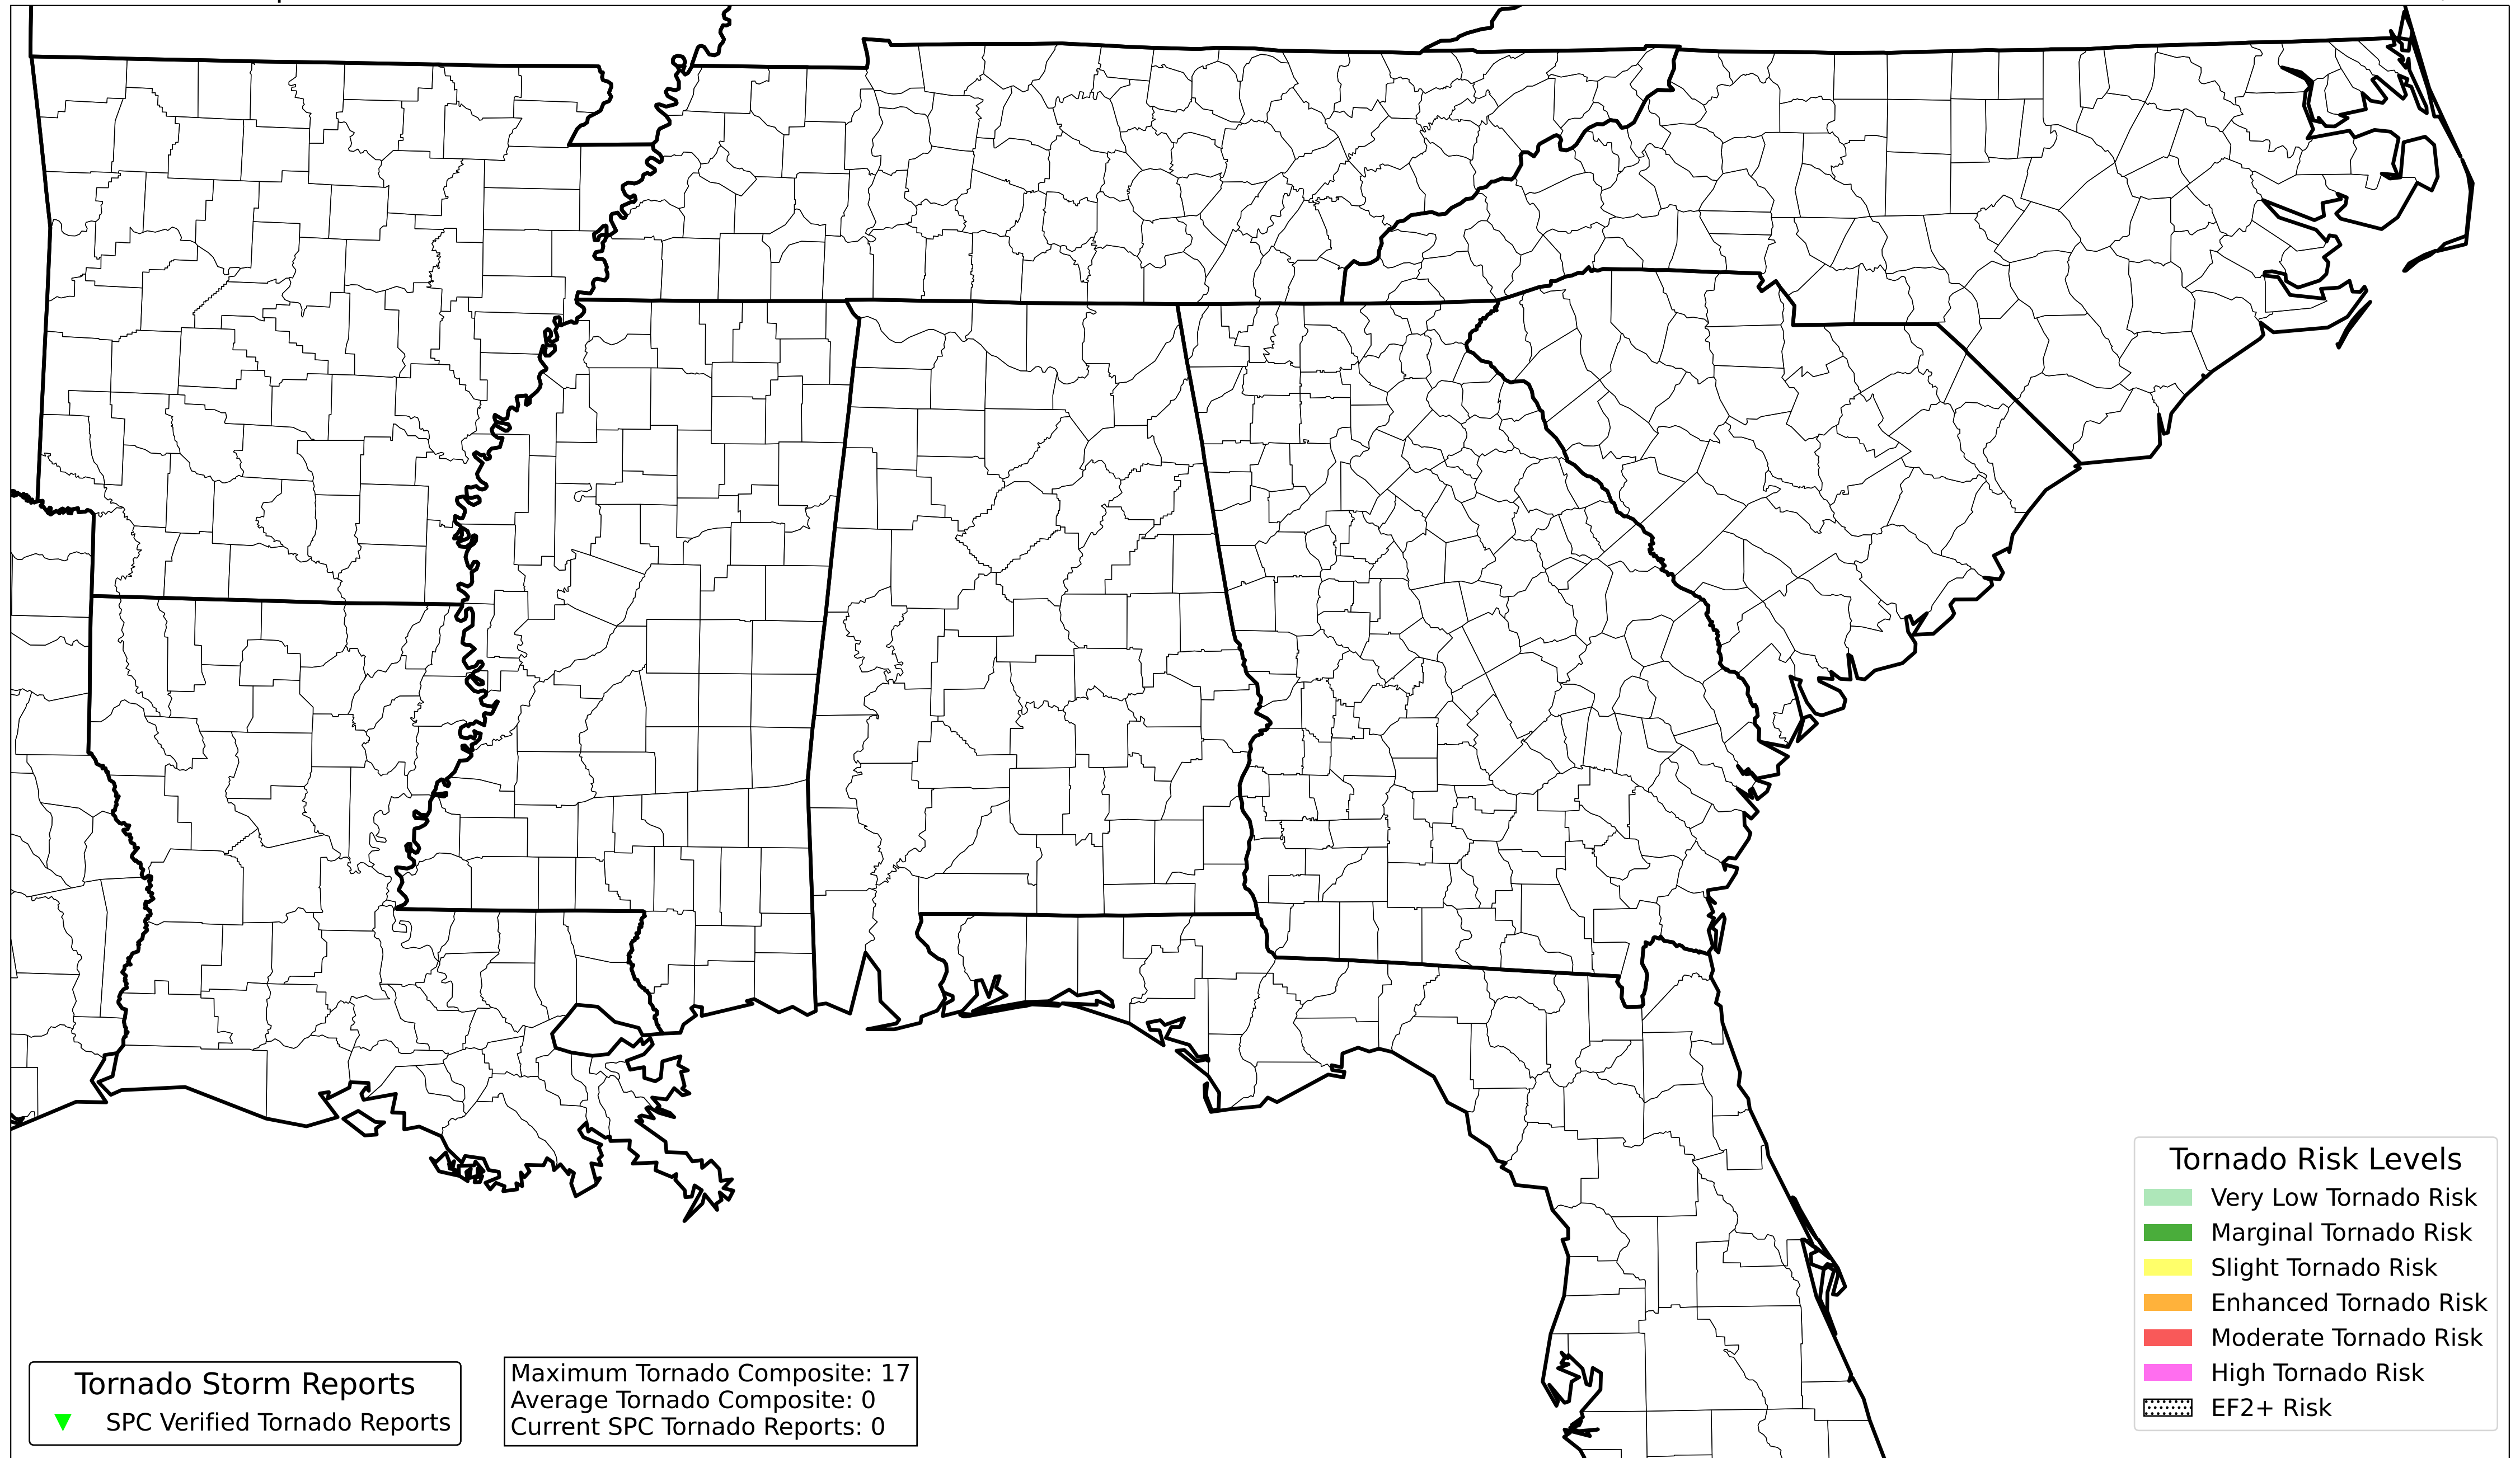 Tornado Risk Levels
Very Low Tornado Risk
Marginal Tornado Risk
Slight Tornado Risk
Enhanced Tornado Risk
Moderate Tornado Risk
High Tornado Risk
EF2+ Risk
Tornado Storm Reports
SPC Verified Tornado Reports
Maximum Tornado Composite: 17
Average Tornado Composite: 0
Current SPC Tornado Reports: 0